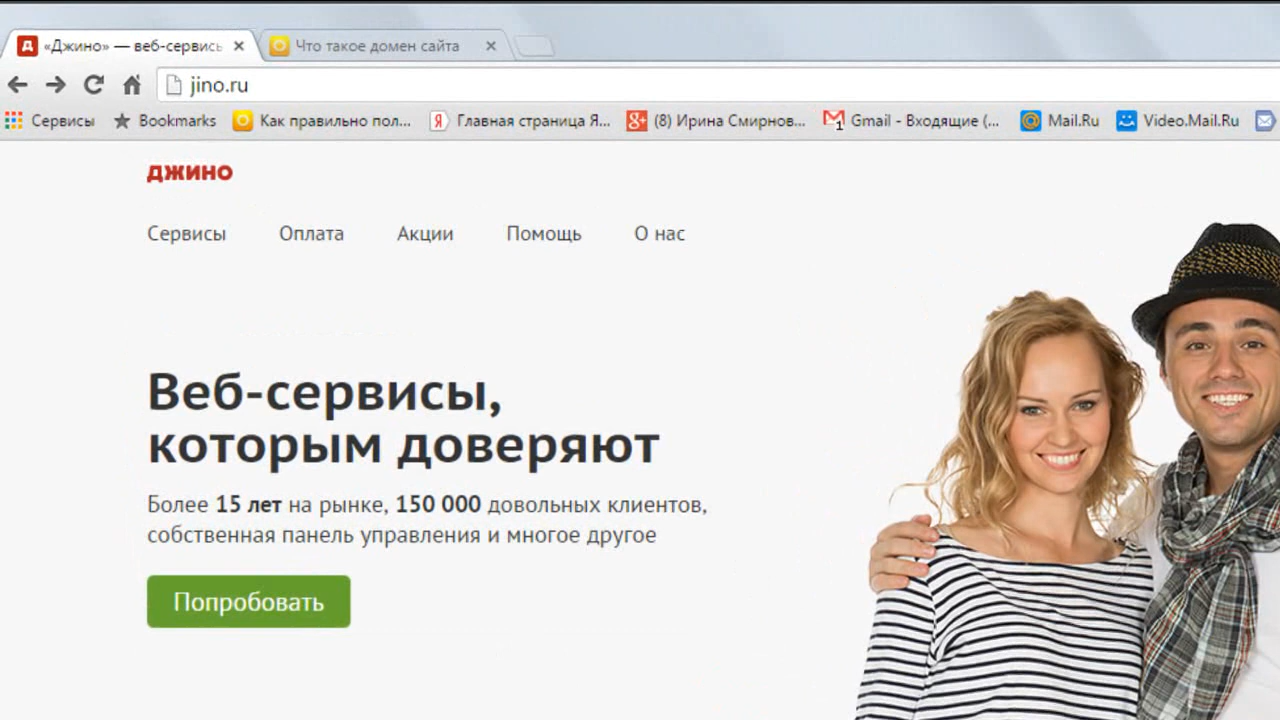 «Джино» — веб-сервись
Что такое домен сайта
jino.ru
Сервисы
Bookmarks
Как правильно пол...
Главная страница Я...
(8) Ирина Смирнов...
Gmail - Входящие (...
Mail.Ru
Video.Mail.Ru
джино
Сервисы Оплата Акции Помощь О нас
Веб-сервисы,
которым доверяют
Более 15 лет на рынке, 150 000 довольных клиентов,
собственная панель управления и многое другое
Попробовать